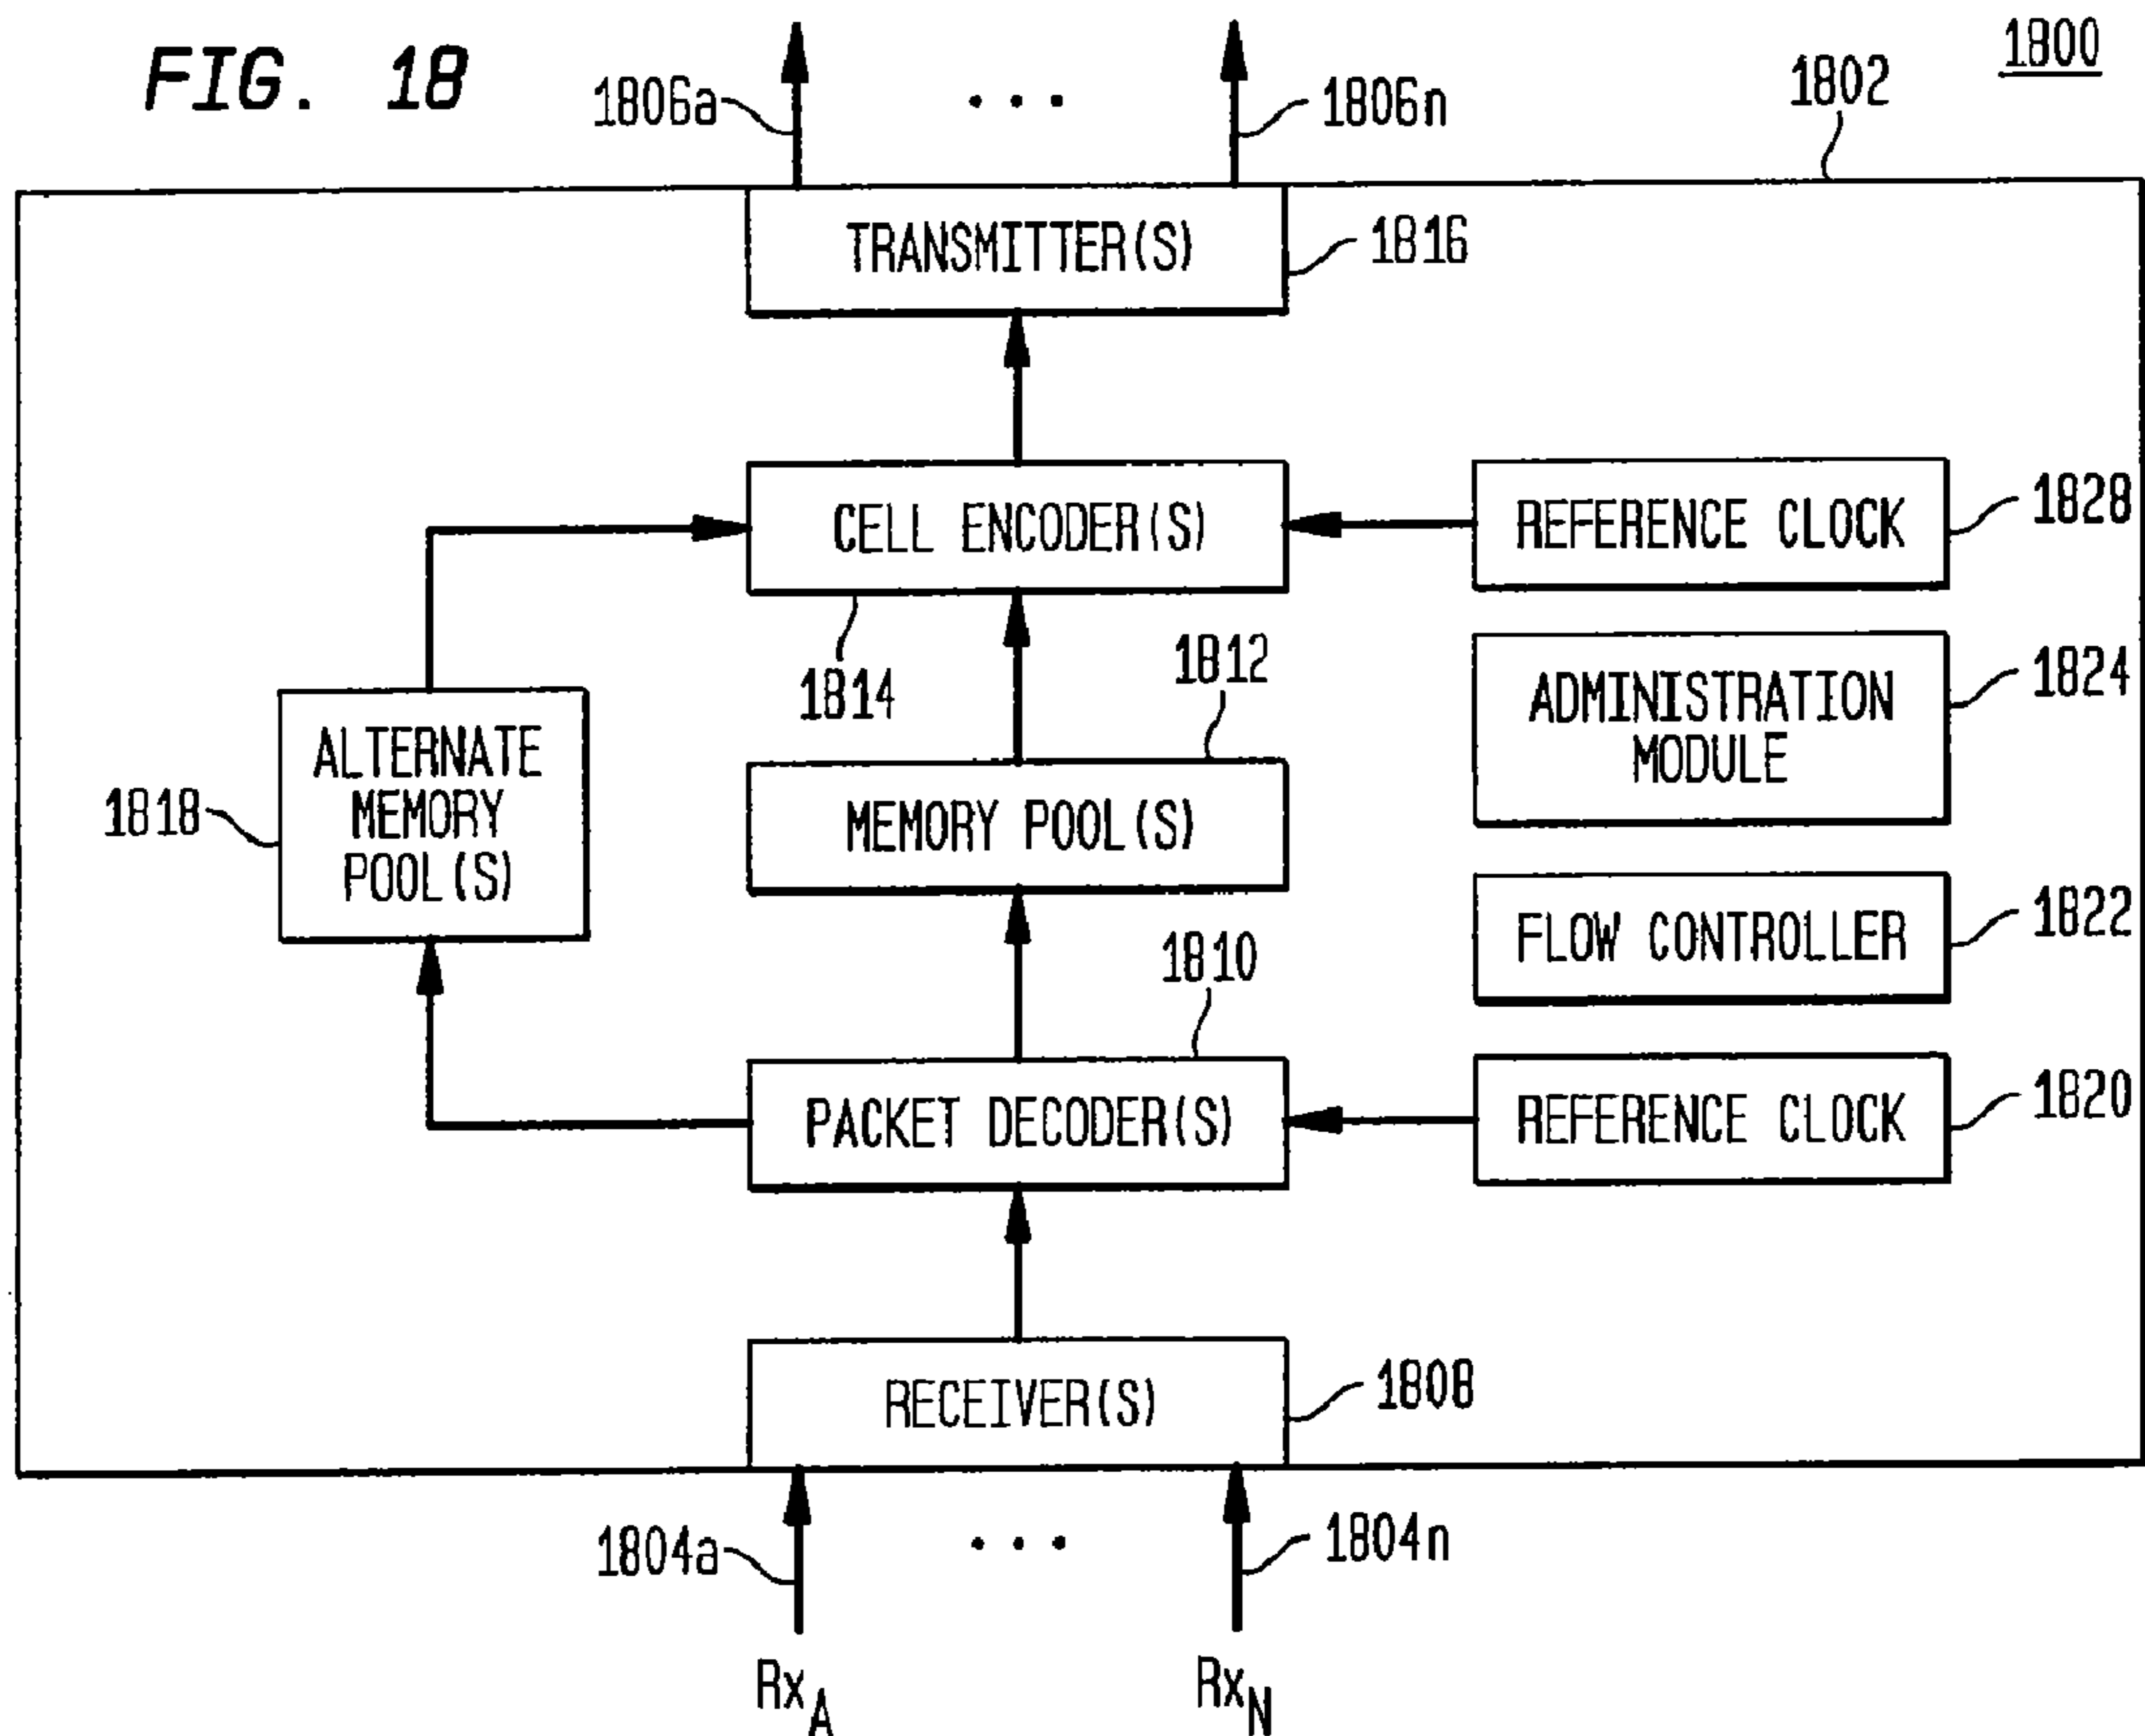 FIG. 18
1800
1802
1806a
• • •
1806n
TRANSMITTER(S)
1816
CELL ENCODER(S)
1814
REFERENCE CLOCK
1828
ADMINISTRATION
MODULE
1824
1812
ALTERNATE
MEMORY
POOL(S)
1818
MEMORY POOL(S)
FLOW CONTROLLER
1822
1810
PACKET DECODER(S)
REFERENCE CLOCK
1820
RECEIVER(S)
1808
1804a
• • •
1804n
RxA
RxN